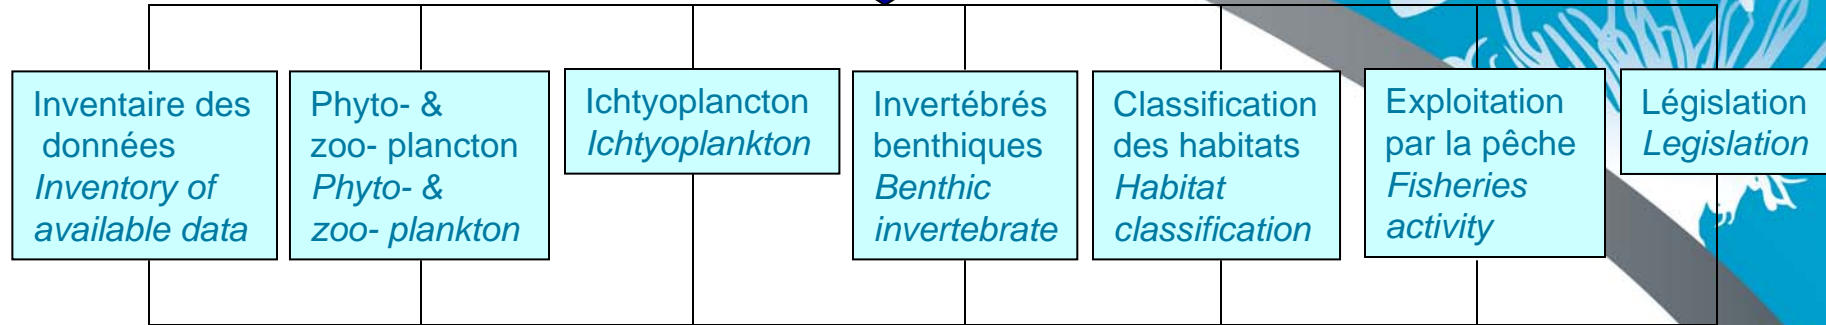 Inventaire des
données
Inventory of
available data
Phyto- &
zoo- plancton
Phyto- &
zoo- plankton
Ichtyoplancton
Ichtyoplankton
Invertébrés
benthiques
Benthic
invertebrate
Classification
des habitats
Habitat
classification
Exploitation
par la pêche
Fisheries
activity
Législation
Legislation